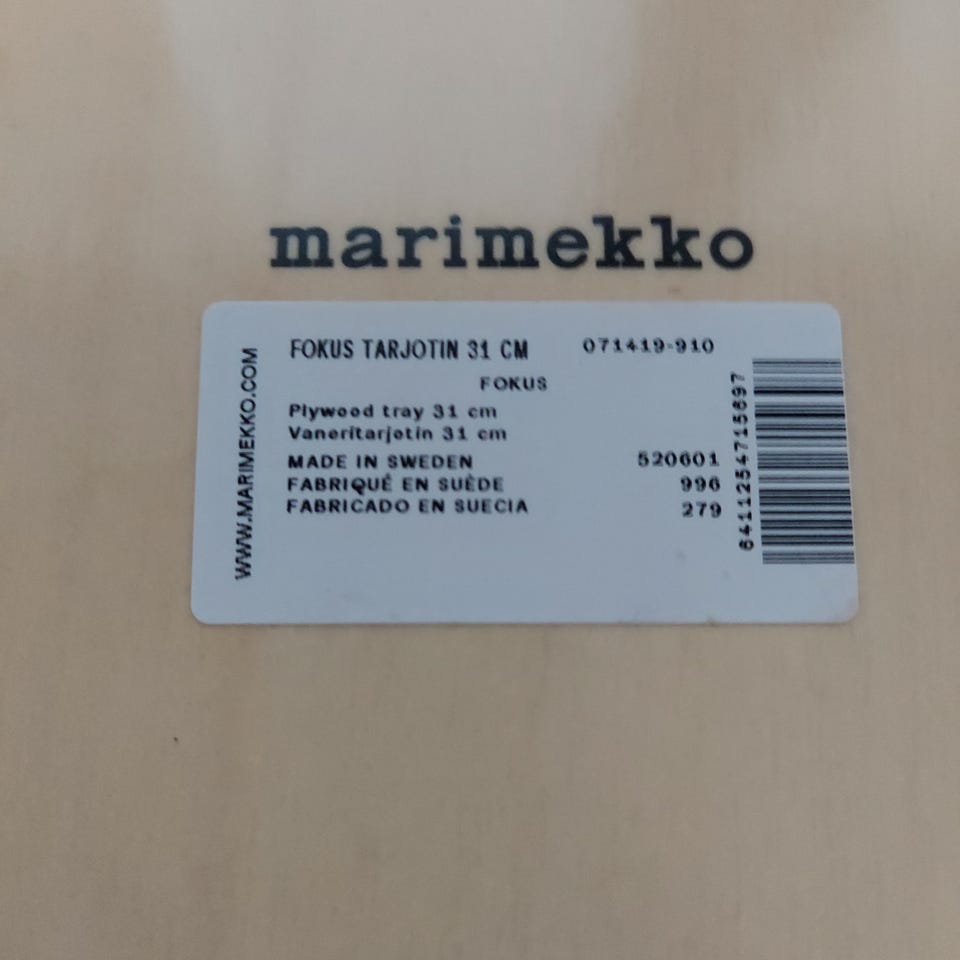 marimekko
FOKUS TARJOTIN 31 CM 071419-910
FOKUS
Plywood tray 31 cm
Vaneritarjotin 31 cm
MADE IN SWEDEN 520601
FABRIQUÉ EN SUÈDE 996
FABRICADO EN SUECIA 279
WWW.MARIMEKKO.COM
6411254715697